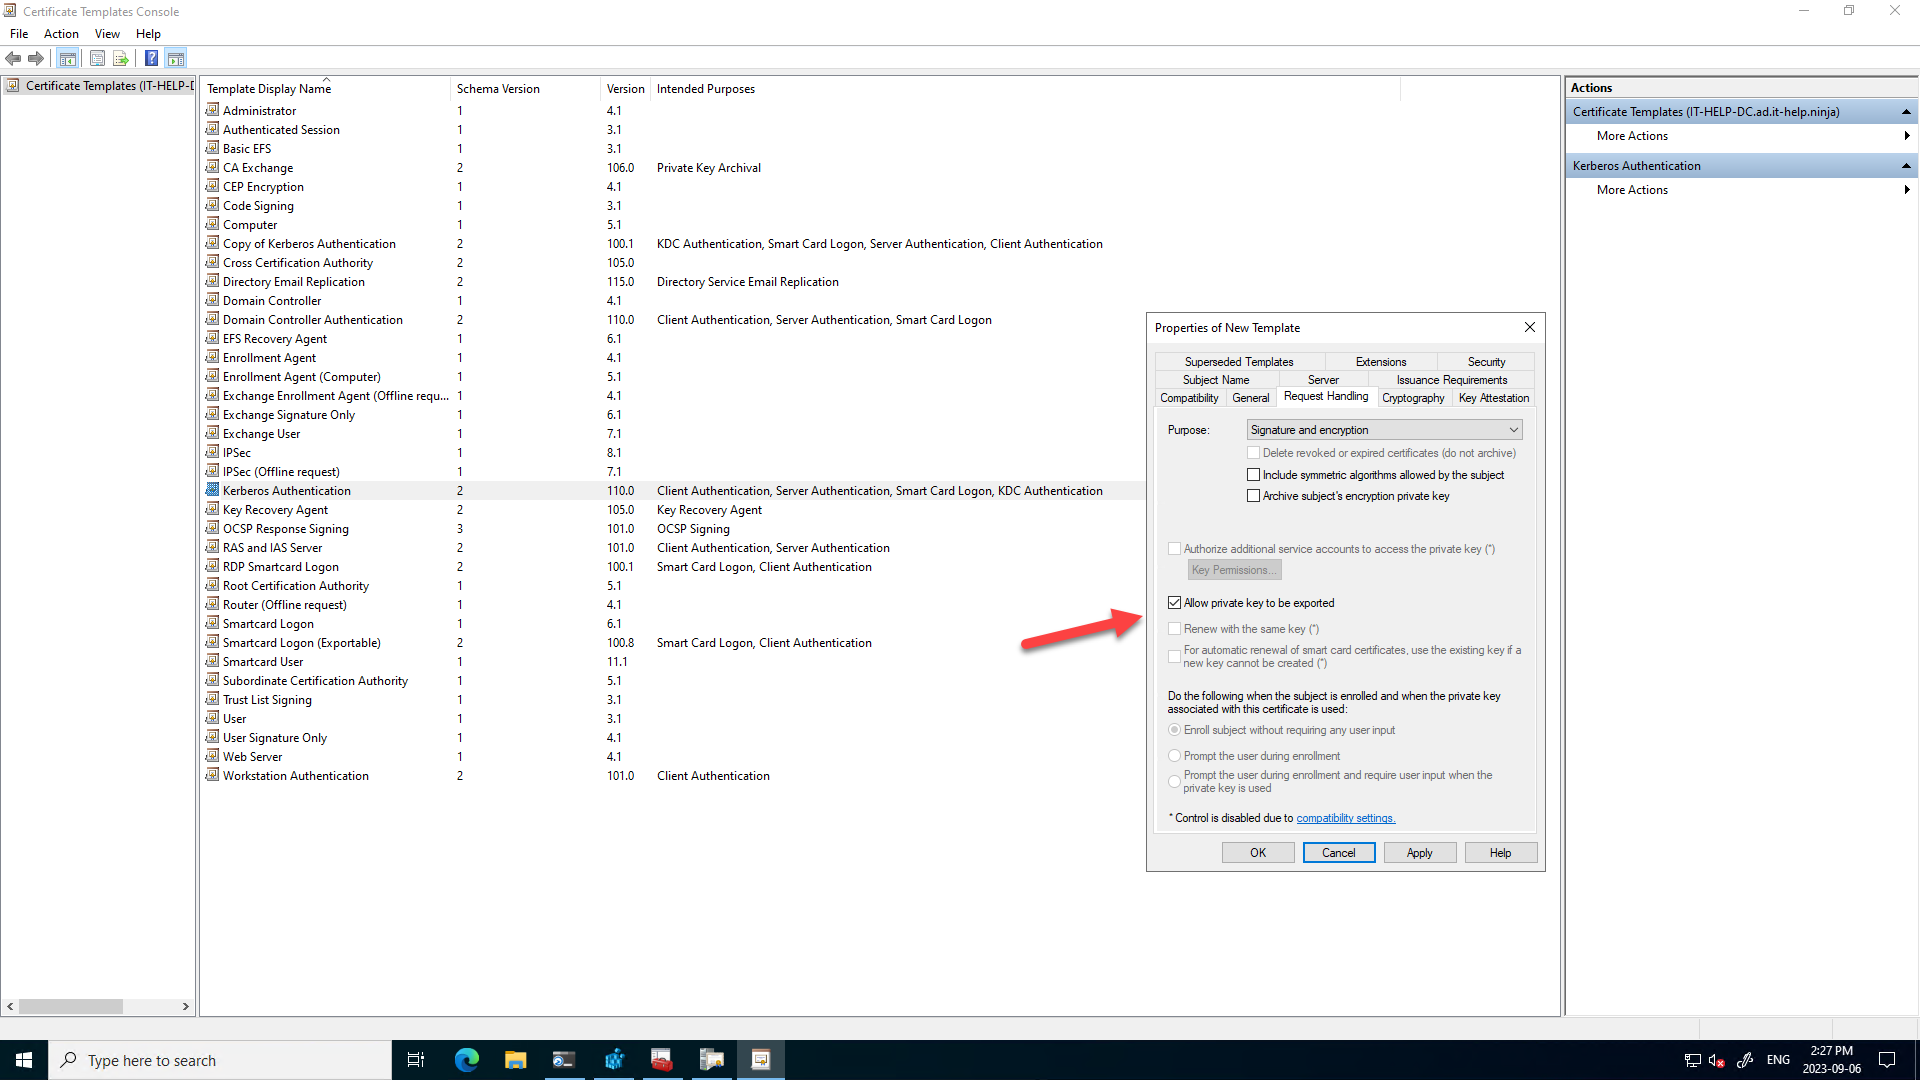 Certificate Templates Console
File Action View Help
Certificate Templates (IT-HELP-D
Template Display Name Schema Version Version Intended Purposes
Administrator 1 4.1
Authenticated Session 1 3.1
Basic EFS 1 3.1
CA Exchange 2 106.0 Private Key Archival
CEP Encryption 1 4.1
Code Signing 1 3.1
Computer 1 5.1
Copy of Kerberos Authentication 2 100.1 KDC Authentication, Smart Card Logon, Server Authentication, Client Authentication
Cross Certification Authority 2 105.0
Directory Email Replication 2 115.0 Directory Service Email Replication
Domain Controller 1 4.1
Domain Controller Authentication 2 110.0 Client Authentication, Server Authentication, Smart Card Logon
EFS Recovery Agent 1 6.1
Enrollment Agent 1 4.1
Enrollment Agent (Computer) 1 5.1
Exchange Enrollment Agent (Offline requ... 1 4.1
Exchange Signature Only 1 6.1
Exchange User 1 7.1
IPSec 1 8.1
IPSec (Offline request) 1 7.1
Kerberos Authentication 2 110.0 Client Authentication, Server Authentication, Smart Card Logon, KDC Authentication
Key Recovery Agent 2 105.0 Key Recovery Agent
OCSP Response Signing 3 101.0 OCSP Signing
RAS and IAS Server 2 101.0 Client Authentication, Server Authentication
RDP Smartcard Logon 2 100.1 Smart Card Logon, Client Authentication
Root Certification Authority 1 5.1
Router (Offline request) 1 4.1
Smartcard Logon 1 6.1
Smartcard Logon (Exportable) 2 100.8 Smart Card Logon, Client Authentication
Smartcard User 1 11.1
Subordinate Certification Authority 1 5.1
Trust List Signing 1 3.1
User 1 3.1
User Signature Only 1 4.1
Web Server 1 4.1
Workstation Authentication 2 101.0 Client Authentication
Properties of New Template
Superseded Templates Extensions Security
Subject Name Server Issuance Requirements
Compatibility General Request Handling Cryptography Key Attestation
Purpose: Signature and encryption
Delete revoked or expired certificates (do not archive)
Include symmetric algorithms allowed by the subject
Archive subject's encryption private key
Authorize additional service accounts to access the private key (*)
Key Permissions...
Allow private key to be exported
Renew with the same key (*)
For automatic renewal of smart card certificates, use the existing key if a
new key cannot be created (*)
Do the following when the subject is enrolled and when the private key
associated with this certificate is used:
Enroll subject without requiring any user input
Prompt the user during enrollment
Prompt the user during enrollment and require user input when the
private key is used
* Control is disabled due to compatibility settings.
OK Cancel Apply Help
Actions
Certificate Templates (IT-HELP-DC.ad.it-help.ninja)
More Actions
Kerberos Authentication
More Actions
Type here to search
ENG
2:27 PM
2023-09-06